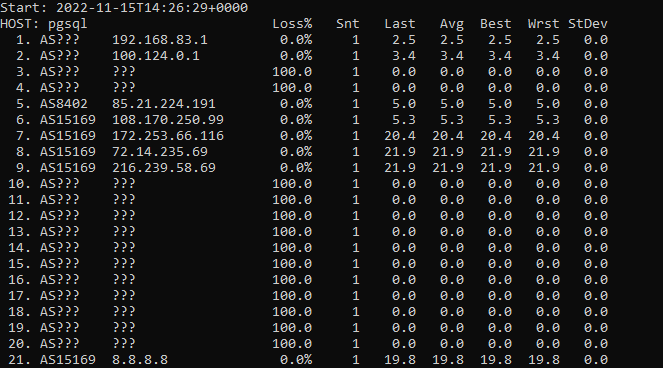 Start: 2022-11-15T14:26:29+0000
HOST: pgsql                       Loss%   Snt   Last   Avg  Best  Wrst StDev
  1. AS???    192.168.83.1         0.0%     1    2.5   2.5   2.5   2.5   0.0
  2. AS???    100.124.0.1          0.0%     1    3.4   3.4   3.4   3.4   0.0
  3. AS???    ???                 100.0     1    0.0   0.0   0.0   0.0   0.0
  4. AS???    ???                 100.0     1    0.0   0.0   0.0   0.0   0.0
  5. AS8402   85.21.224.191        0.0%     1    5.0   5.0   5.0   5.0   0.0
  6. AS15169  108.170.250.99       0.0%     1    5.3   5.3   5.3   5.3   0.0
  7. AS15169  172.253.66.116       0.0%     1   20.4  20.4  20.4  20.4   0.0
  8. AS15169  72.14.235.69         0.0%     1   21.9  21.9  21.9  21.9   0.0
  9. AS15169  216.239.58.69        0.0%     1   21.9  21.9  21.9  21.9   0.0
 10. AS???    ???                 100.0     1    0.0   0.0   0.0   0.0   0.0
 11. AS???    ???                 100.0     1    0.0   0.0   0.0   0.0   0.0
 12. AS???    ???                 100.0     1    0.0   0.0   0.0   0.0   0.0
 13. AS???    ???                 100.0     1    0.0   0.0   0.0   0.0   0.0
 14. AS???    ???                 100.0     1    0.0   0.0   0.0   0.0   0.0
 15. AS???    ???                 100.0     1    0.0   0.0   0.0   0.0   0.0
 16. AS???    ???                 100.0     1    0.0   0.0   0.0   0.0   0.0
 17. AS???    ???                 100.0     1    0.0   0.0   0.0   0.0   0.0
 18. AS???    ???                 100.0     1    0.0   0.0   0.0   0.0   0.0
 19. AS???    ???                 100.0     1    0.0   0.0   0.0   0.0   0.0
 20. AS???    ???                 100.0     1    0.0   0.0   0.0   0.0   0.0
 21. AS15169  8.8.8.8              0.0%     1   19.8  19.8  19.8  19.8   0.0